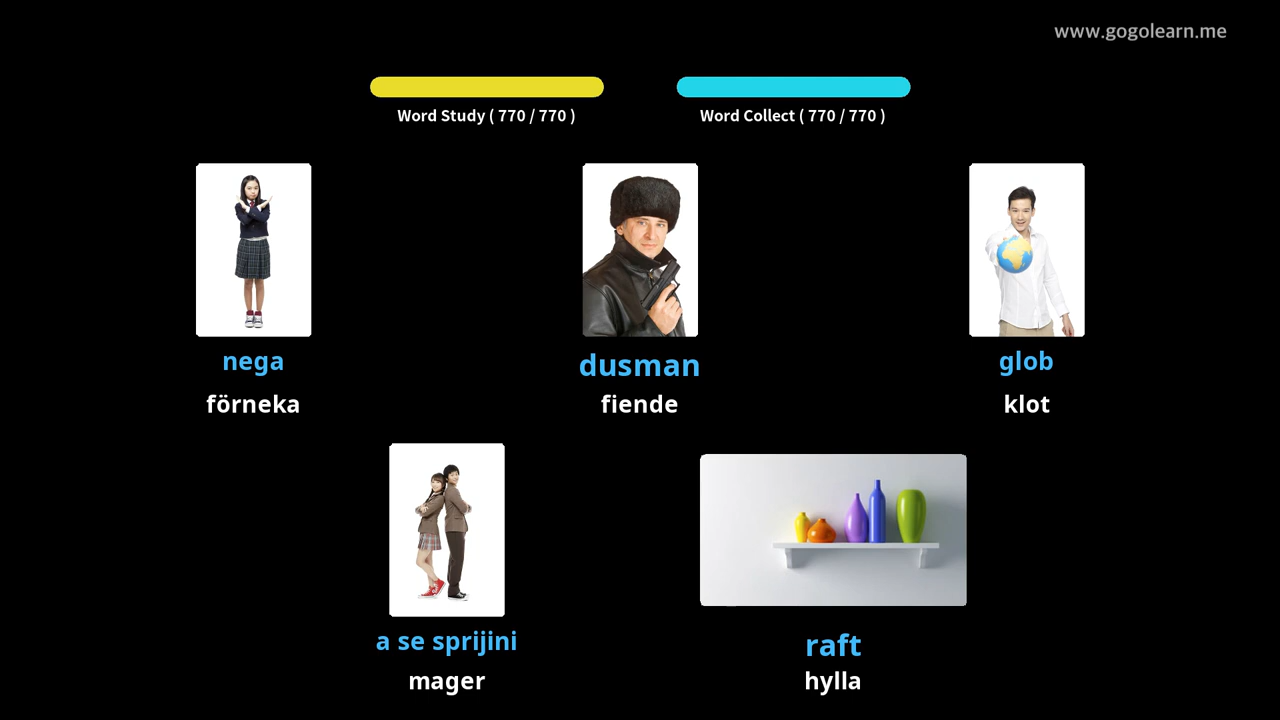 www.gogolearn.me
Word Study ( 770 / 770 )
Word Collect ( 770 / 770 )
nega
dusman
glob
förneka
fiende
klot
a se sprijini
raft
mager
hylla